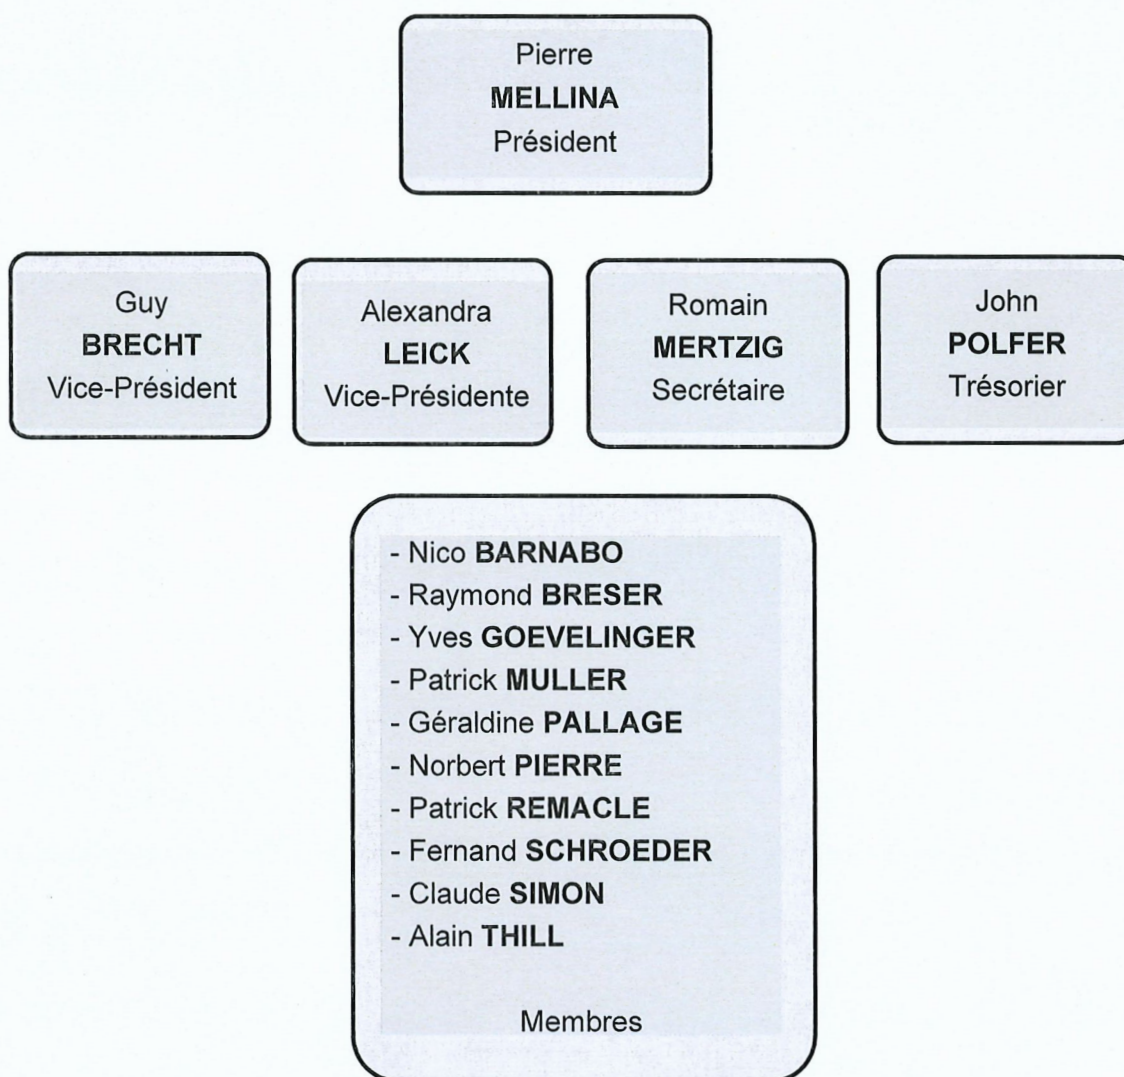 Pierre
MELLINA
Président
Guy
BRECHT
Vice-Président
Alexandra
LEICK
Vice-Présidente
Romain
MERTZIG
Secrétaire
John
POLFER
Trésorier
- Nico BARNABO
- Raymond BRESER
- Yves GOEVELINGER
- Patrick MULLER
- Géraldine PALLAGE
- Norbert PIERRE
- Patrick REMACLE
- Fernand SCHROEDER
- Claude SIMON
- Alain THILL
Membres